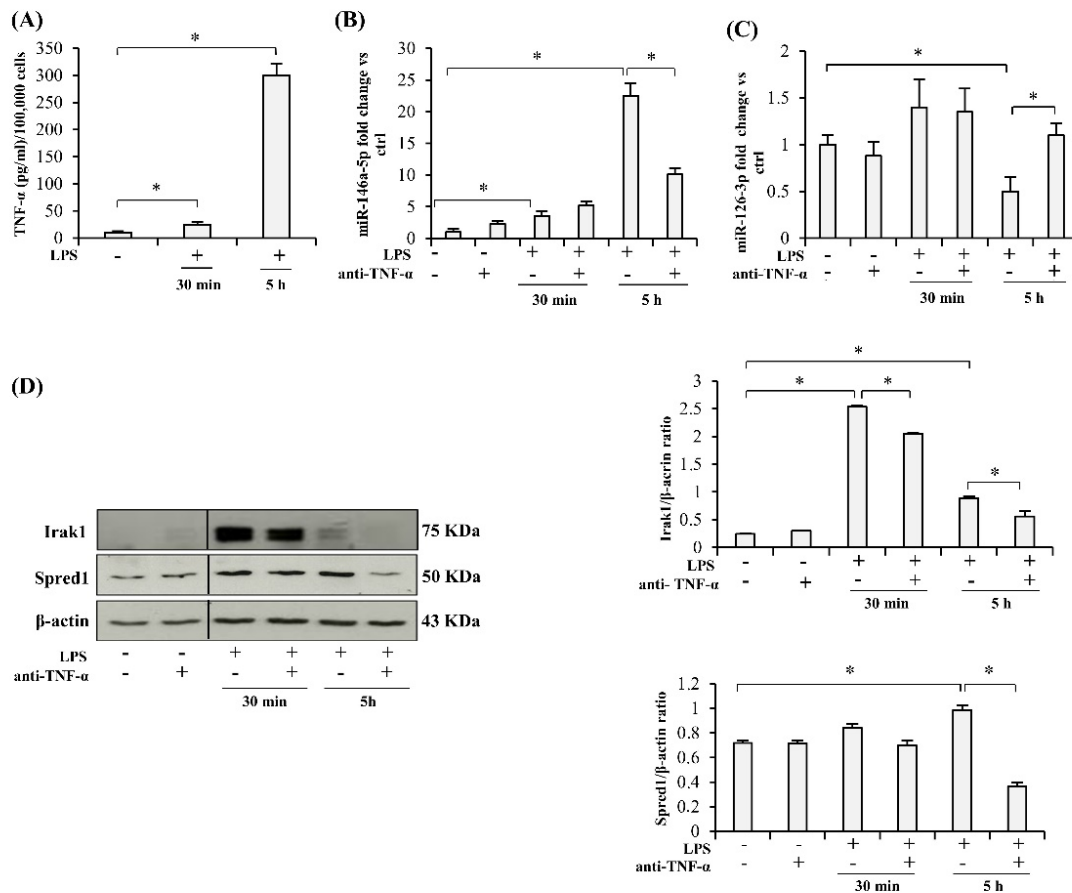 (A)
TNF-α (pg/ml)/100,000 cells
350
300
250
200
150
100
50
0
*
*
LPS - + +
30 min 5 h
(B)
miR-146a-5p fold change vs
ctrl
30
25
20
15
10
5
0
*
*
*
LPS - - + + + +
anti-TNF-α - + - + - +
30 min 5 h
(C)
miR-126-3p fold change vs
ctrl
2
1.5
1
0.5
0
*
*
LPS - - + + + +
anti-TNF-α - + - + - +
30 min 5 h
(D)
Irak1 75 KDa
Spred1 50 KDa
β-actin 43 KDa
LPS - - + + + +
anti-TNF-α - + - + - +
30 min 5h
Irak1/β-acrin ratio
3
2.5
2
1.5
1
0.5
0
*
*
*
*
LPS - - + + + +
anti- TNF-α - + - + - +
30 min 5 h
Spred1/β-actin ratio
1.2
1
0.8
0.6
0.4
0.2
0
*
*
LPS - - + + + +
anti-TNF-α - + - + - +
30 min 5 h